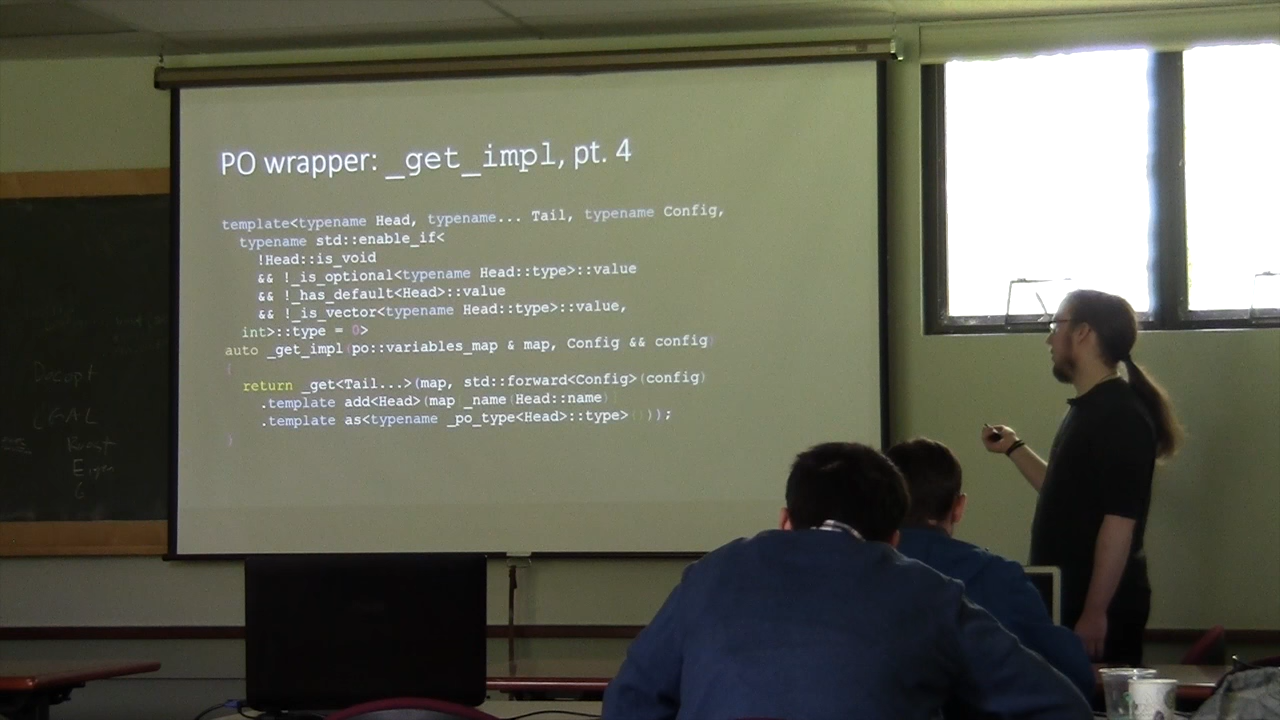 PO wrapper: _get_impl, pt. 4
template<typename Head, typename... Tail, typename Config,
typename std::enable_if<
!Head::is_void
&& !_is_optional<typename Head::type>::value
&& !_has_default<Head>::value
&& !_is_vector<typename Head::type>::value,
int>::type = 0>
auto _get_impl(po::variables_map & map, Config && config)
{
return _get<Tail...>(map, std::forward<Config>(config)
.template add<Head>(map[_name(Head::name)]
.template as<typename _po_type<Head>::type>()));
}